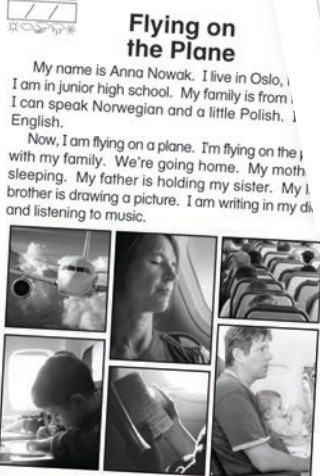 Flying on
the Plane
My name is Anna Nowak. I live in Oslo,
I am in junior high school. My family is from
I can speak Norwegian and a little Polish.
English.
Now, I am flying on a plane. I'm flying on the
with my family. We're going home. My
sleeping. My father is holding my sister. My
brother is drawing a picture. I am writing in my
and listening to music.